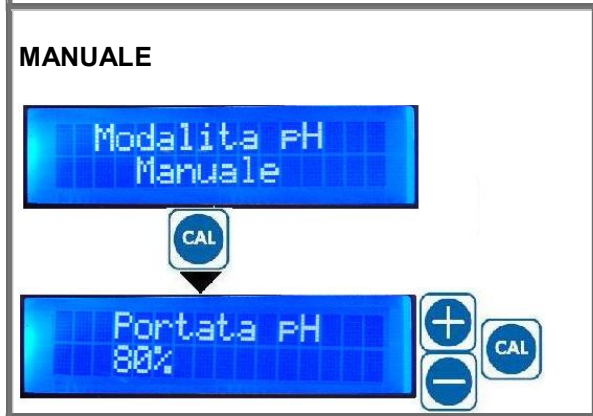 MANUALE
Modalita pH
Manuale
CAL
Portata pH
80%
+
CAL
−